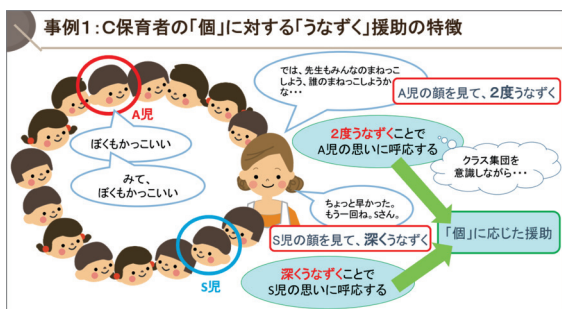 事例1：C保育者の「個」に対する「うなずく」援助の特徴
では、先生もみんなのまねっこ
しよう、誰のまねっこしようか
な・・・
A児の顔を見て、2度うなずく
A児
ぼくもかっこいい
みて、
ぼくもかっこいい
2度うなずくことで
A児の思いに呼応する
クラス集団を
意識しながら・・・
ちょっと早かった。
もう一回ね。Sさん。
S児の顔を見て、深くうなずく
「個」に応じた援助
S児
深くうなずくことで
S児の思いに呼応する